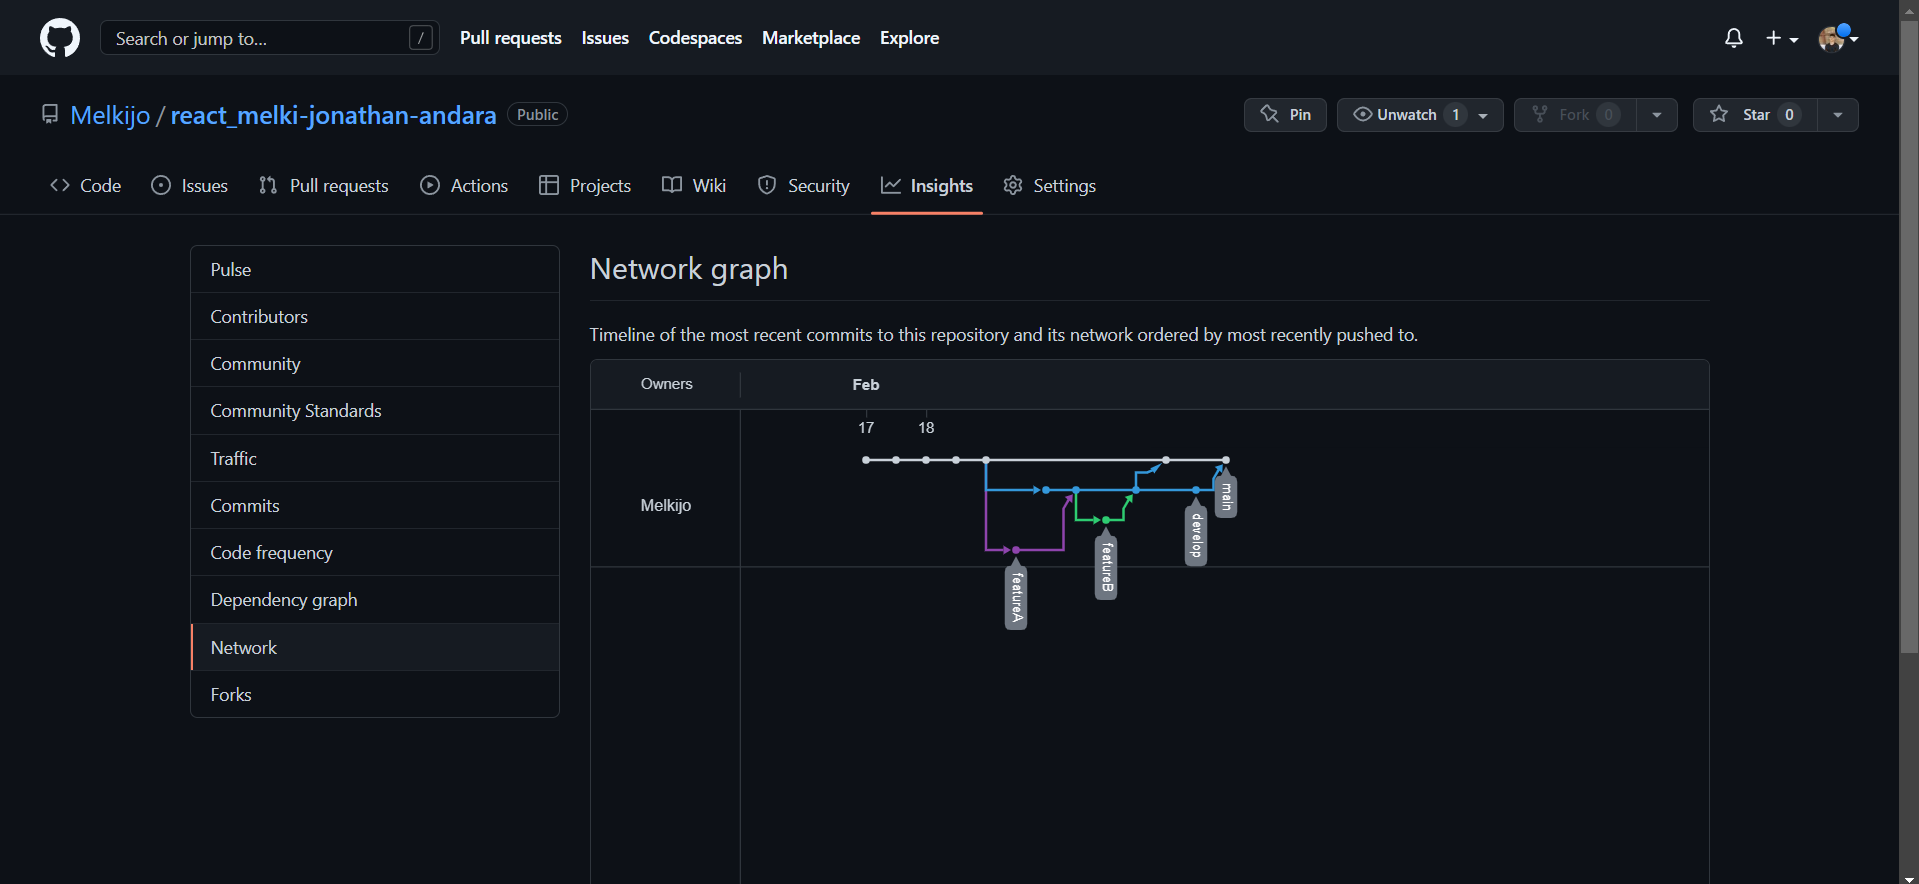 Search or jump to... /
Pull requests
Issues
Codespaces
Marketplace
Explore
Melkijo / react_melki-jonathan-andara
Public
Pin
Unwatch 1
Fork 0
Star 0
Code
Issues
Pull requests
Actions
Projects
Wiki
Security
Insights
Settings
Pulse
Contributors
Community
Community Standards
Traffic
Commits
Code frequency
Dependency graph
Network
Forks
Network graph
Timeline of the most recent commits to this repository and its network ordered by most recently pushed to.
Owners
Feb
17
18
Melkijo
main
develop
featureB
featureA